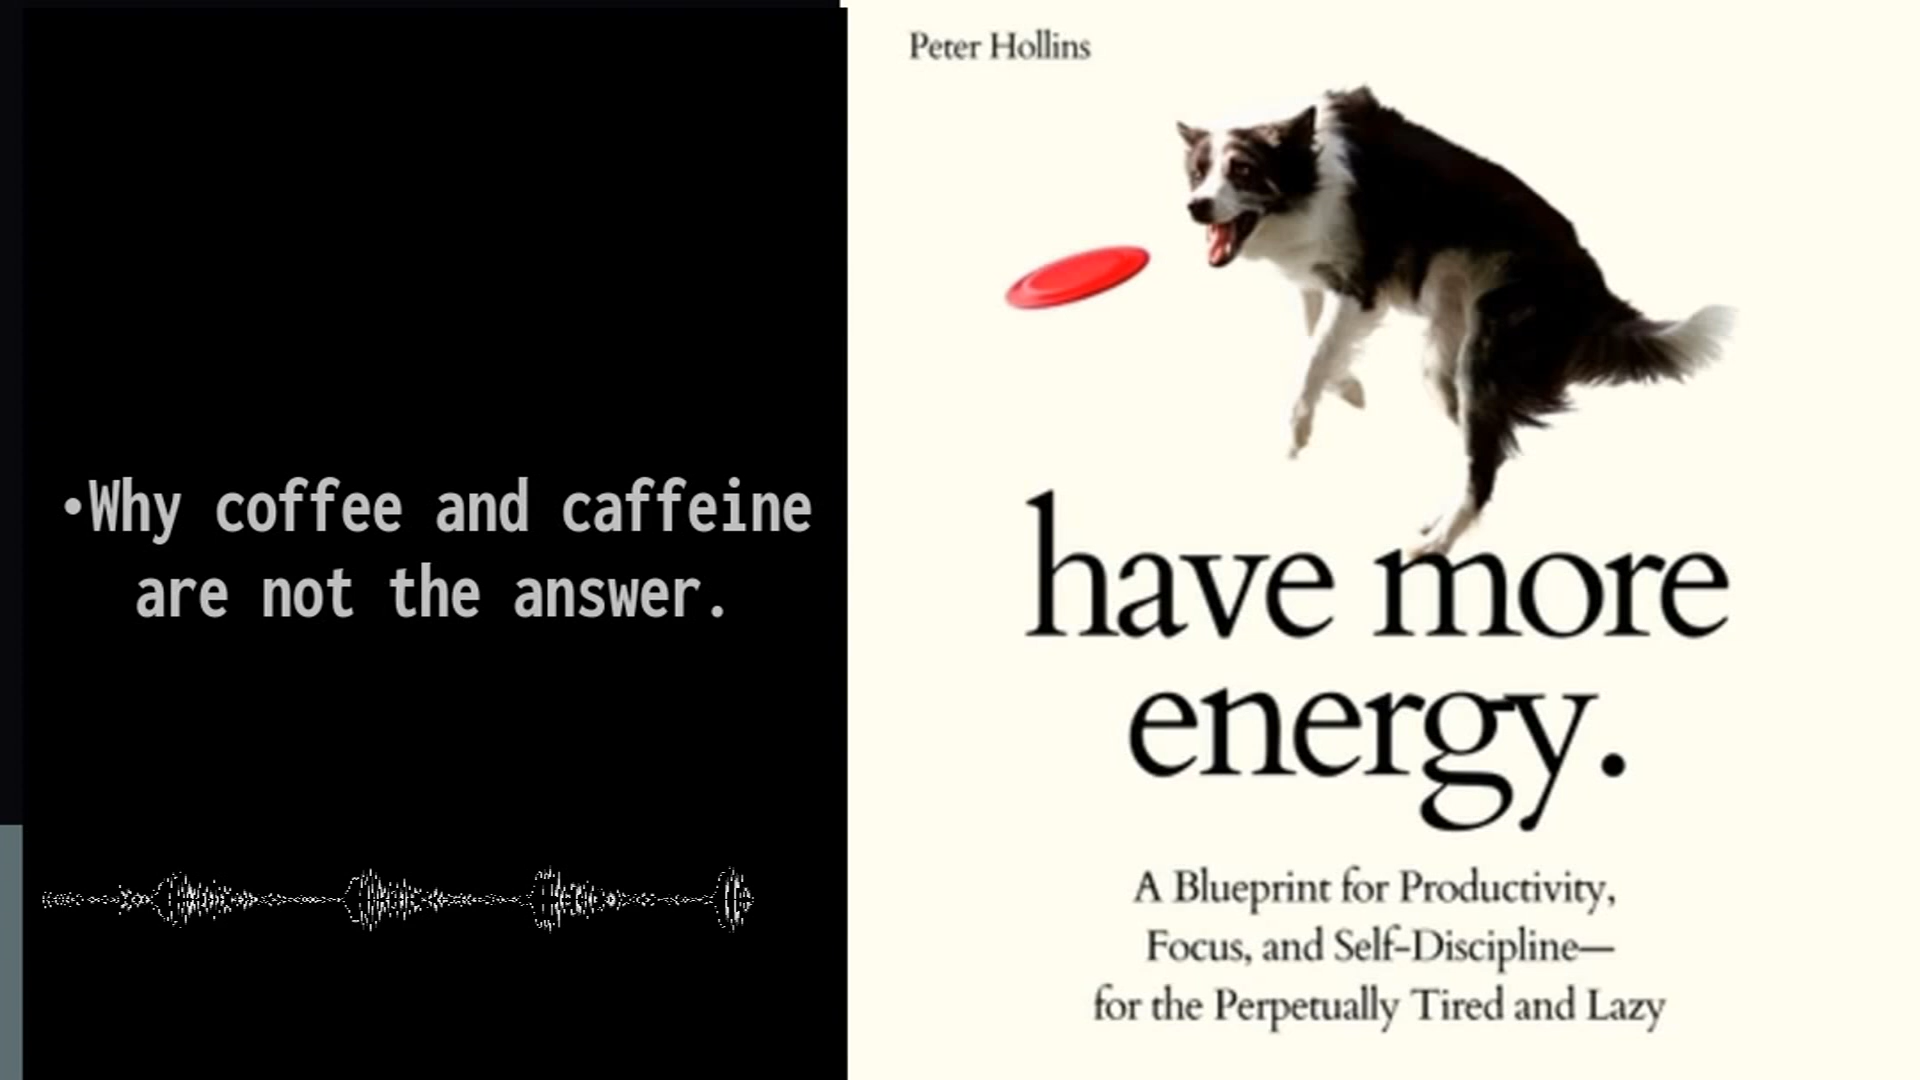 •Why coffee and caffeine
are not the answer.
Peter Hollins
have more
energy.
A Blueprint for Productivity,
Focus, and Self-Discipline—
for the Perpetually Tired and Lazy